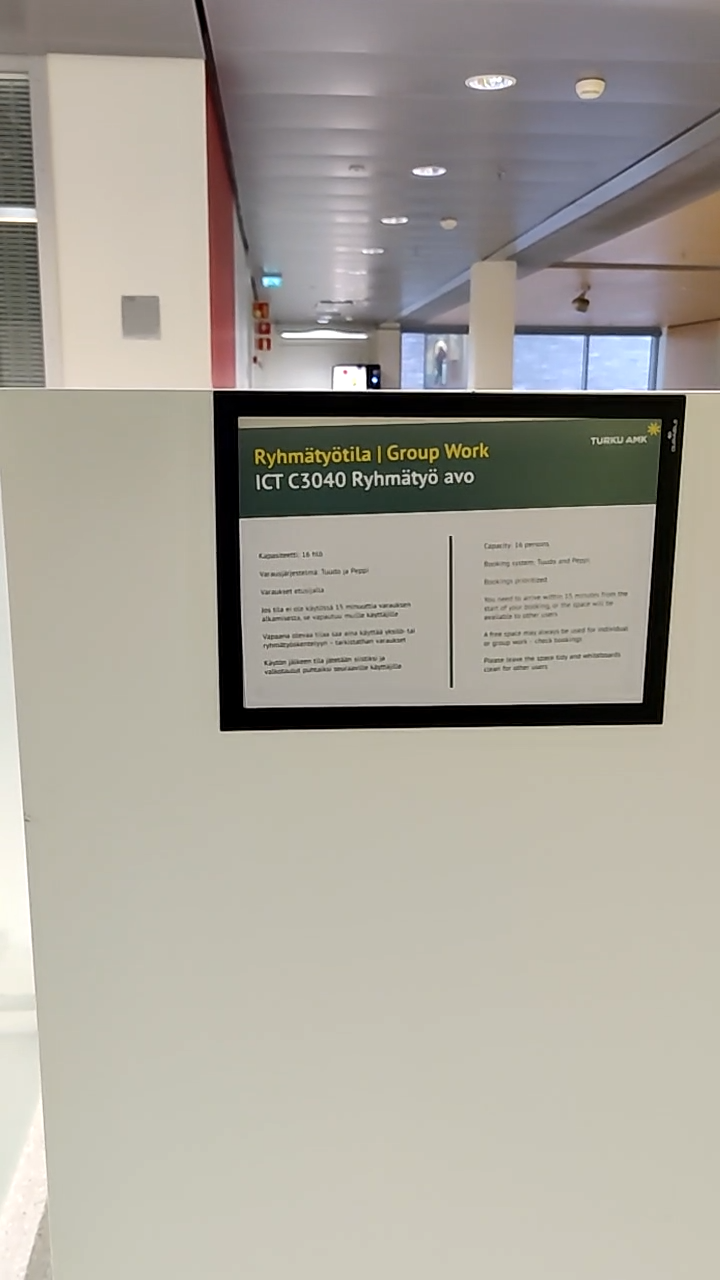 Ryhmätyötila | Group Work
ICT C3040 Ryhmätyö avo
TURKU AMK
Kapasiteetti: 16 hlö
Varausjärjestelmä: Tuudo ja Peppi
Varaukset etusijalla
Jos tila ei ole käytössä 15 minuuttia varauksen
alkamisesta, se vapautuu muille käyttäjille
Vapaana olevaa tilaa saa aina käyttää yksilö- tai
ryhmätyöskentelyyn – tarkistathan varaukset
Käytön jälkeen tila jätetään siistiksi ja
valkotaulut puhtaiksi seuraaville käyttäjille
Capacity: 16 persons
Booking system: Tuudo and Peppi
Bookings prioritized
You need to arrive within 15 minutes from the
start of your booking or the space will be
available to other users
A free space may always be used for individual
or group work – check bookings
Please leave the space tidy and whiteboards
clean for other users